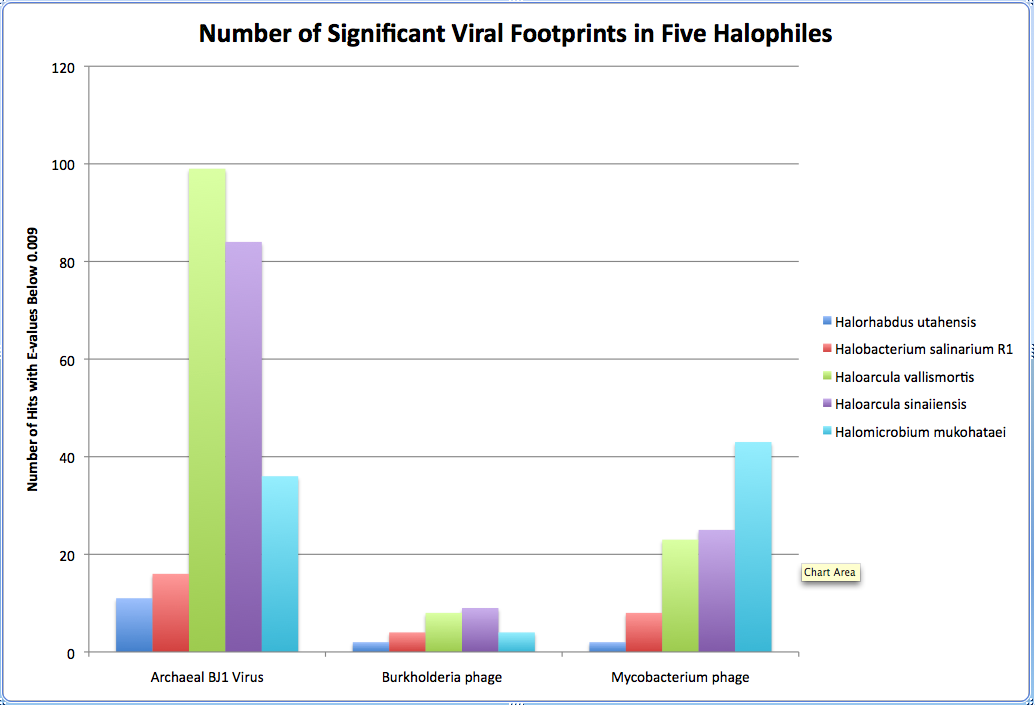 Number of Significant Viral Footprints in Five Halophiles
Number of Hits with E-values Below 0.009
120
100
80
60
40
20
0
Archaeal BJ1 Virus
Burkholderia phage
Mycobacterium phage
Halorhabdus utahensis
Halobacterium salinarium R1
Haloarcula vallismortis
Haloarcula sinaiiensis
Halomicrobium mukohataei
Chart Area